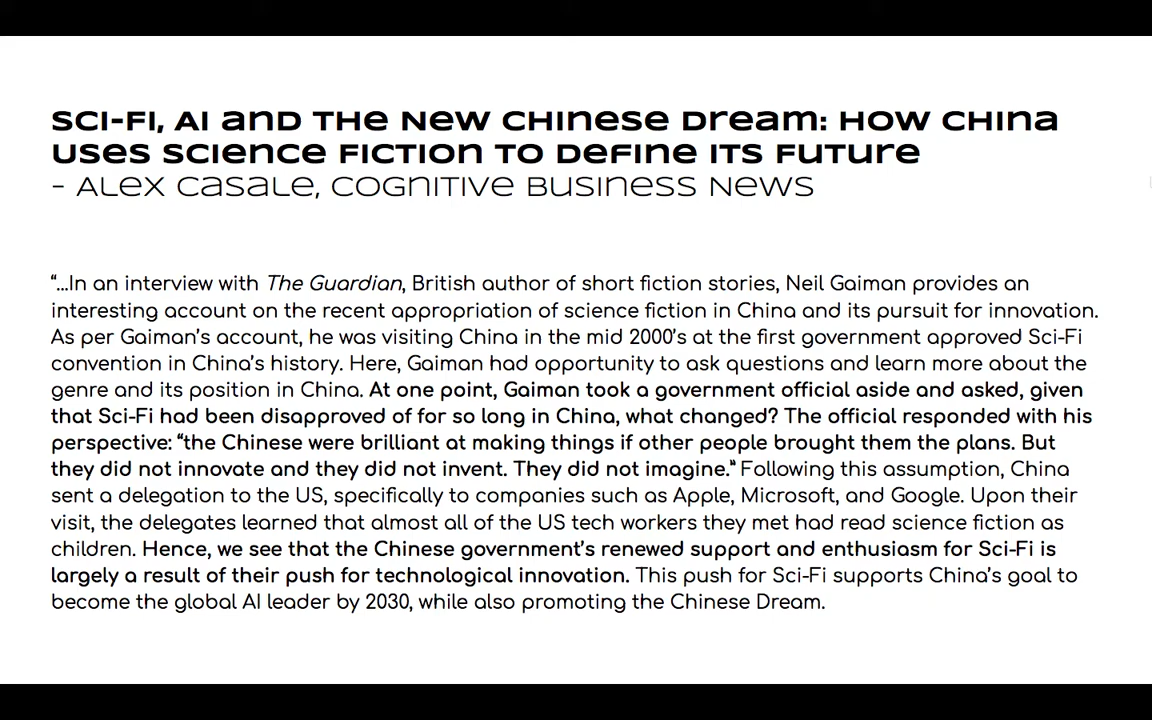 SCI-FI, AI and THE New CHInese Dream: HOW CHIna
Uses SCIence FICTION TO Define ITS Future
- Alex Casale, Cognitive Business News
“...In an interview with The Guardian, British author of short fiction stories, Neil Gaiman provides an
interesting account on the recent appropriation of science fiction in China and its pursuit for innovation.
As per Gaiman’s account, he was visiting China in the mid 2000’s at the first government approved Sci-Fi
convention in China’s history. Here, Gaiman had opportunity to ask questions and learn more about the
genre and its position in China. At one point, Gaiman took a government official aside and asked, given
that Sci-Fi had been disapproved of for so long in China, what changed? The official responded with his
perspective: “the Chinese were brilliant at making things if other people brought them the plans. But
they did not innovate and they did not invent. They did not imagine.” Following this assumption, China
sent a delegation to the US, specifically to companies such as Apple, Microsoft, and Google. Upon their
visit, the delegates learned that almost all of the US tech workers they met had read science fiction as
children. Hence, we see that the Chinese government’s renewed support and enthusiasm for Sci-Fi is
largely a result of their push for technological innovation. This push for Sci-Fi supports China’s goal to
become the global AI leader by 2030, while also promoting the Chinese Dream.